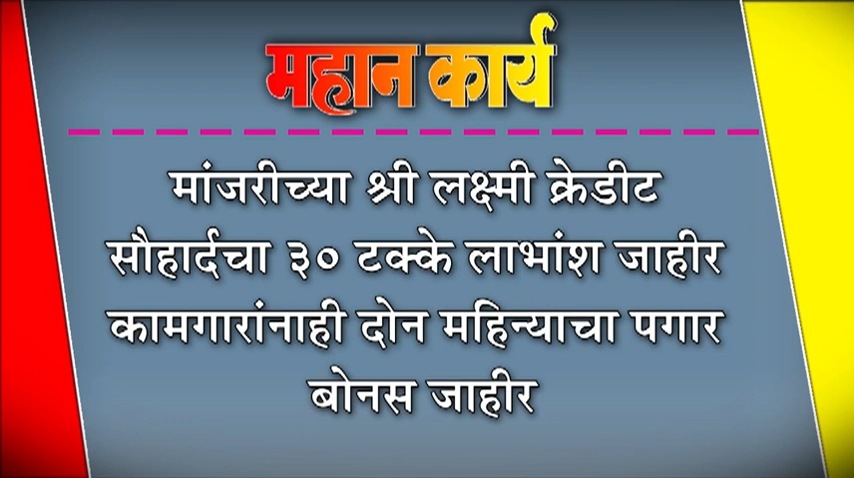 महान कार्य
मांजरीच्या श्री लक्ष्मी क्रेडीट
सौहार्दचा ३० टक्के लाभांश जाहीर
कामगारांनाही दोन महिन्याचा पगार
बोनस जाहीर